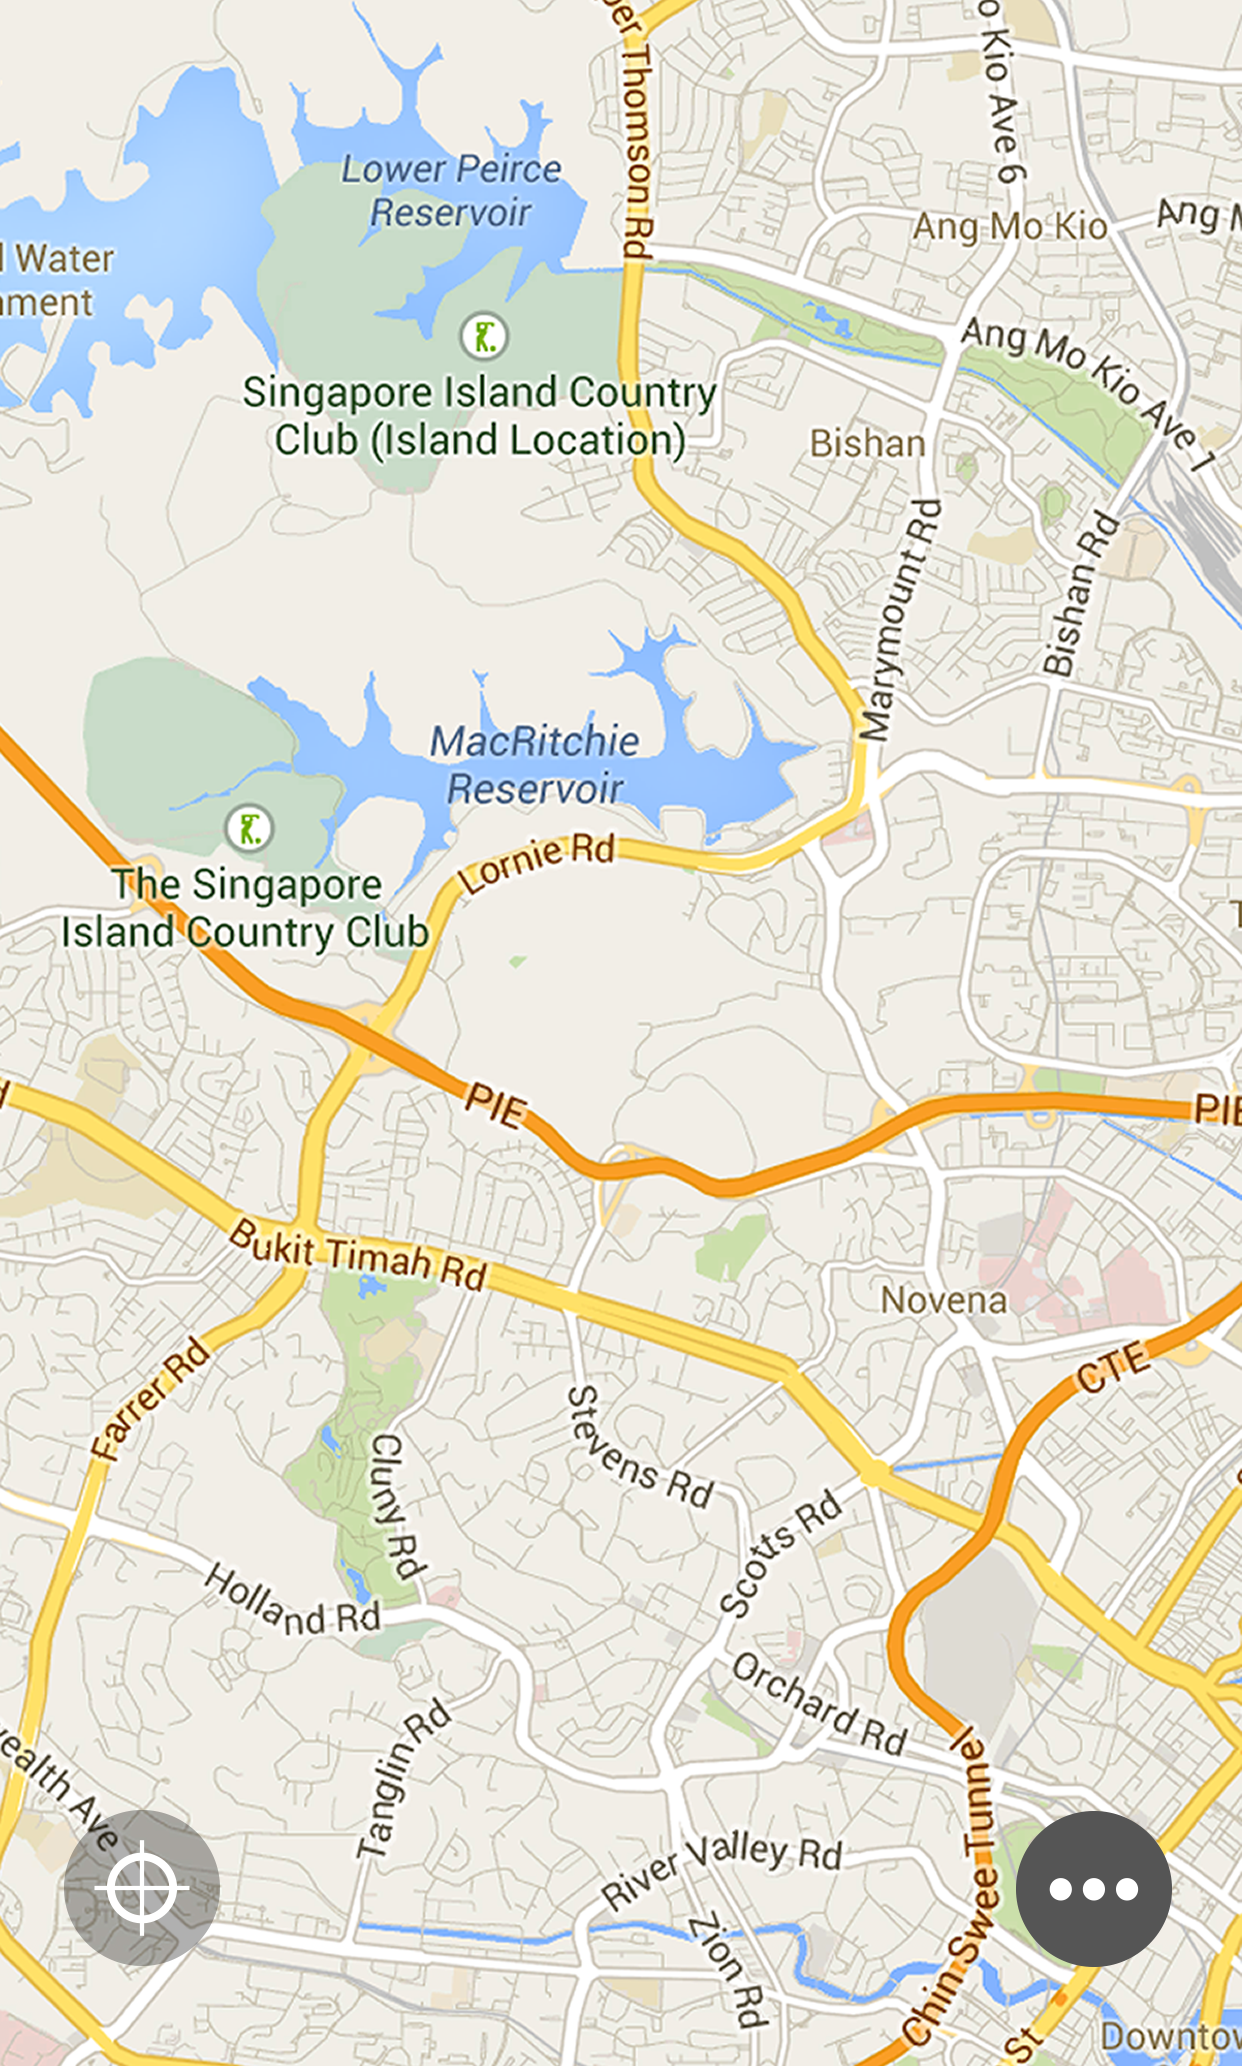 Thomson Rd
Kio Ave 6
Lower Peirce
Reservoir
Ang Mo Kio
Ang
Water
Ang Mo Kio Ave 1
Singapore Island Country
Club (Island Location)
Bishan
Marymount Rd
Bishan Rd
MacRitchie
Reservoir
Lornie Rd
The Singapore
Island Country Club
PIE
PIE
Bukit Timah Rd
Novena
CTE
Farrer Rd
Stevens Rd
Cluny Rd
Scotts Rd
Holland Rd
Orchard Rd
Tanglin Rd
Ave
River Valley Rd
Zion Rd
Chin Swee Tunnel
St